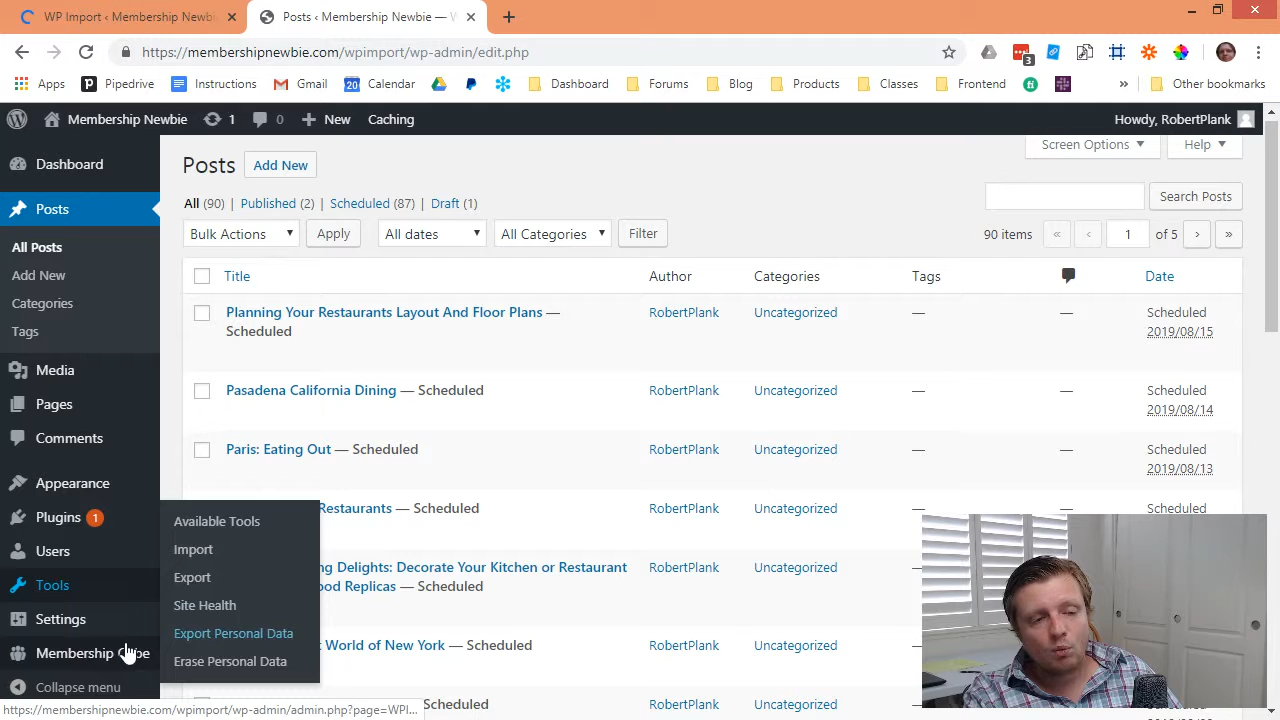 WP Import ‹ Membership Newbi
Posts ‹ Membership Newbie — W
https://membershipnewbie.com/wpimport/wp-admin/edit.php
3
Apps
Pipedrive
Instructions
Gmail
20
Calendar
Dashboard
Forums
Blog
Products
Classes
Frontend
»
Other bookmarks
Membership Newbie
1
0
New
Caching
Howdy, RobertPlank
Dashboard
Posts
All Posts
Add New
Categories
Tags
Media
Pages
Comments
Appearance
Plugins 1
Users
Tools
Settings
Membership Cube
Collapse menu
Available Tools
Import
Export
Site Health
Export Personal Data
Erase Personal Data
Posts
Add New
Screen Options
Help
All (90) | Published (2) | Scheduled (87) | Draft (1)
Search Posts
Bulk Actions
Apply
All dates
All Categories
Filter
90 items « ‹ 1 of 5 › »
Title Author Categories Tags Date
Planning Your Restaurants Layout And Floor Plans —
Scheduled
RobertPlank Uncategorized — — Scheduled
2019/08/15
Pasadena California Dining — Scheduled RobertPlank Uncategorized — — Scheduled
2019/08/14
Paris: Eating Out — Scheduled RobertPlank Uncategorized — — Scheduled
2019/08/13
Restaurants — Scheduled RobertPlank Uncategorized
ng Delights: Decorate Your Kitchen or Restaurant
ood Replicas — Scheduled
RobertPlank Uncategorized
t World of New York — Scheduled RobertPlank Uncategorized
— Scheduled RobertPlank Uncategorized
https://membershipnewbie.com/wpimport/wp-admin/admin.php?page=WPI...